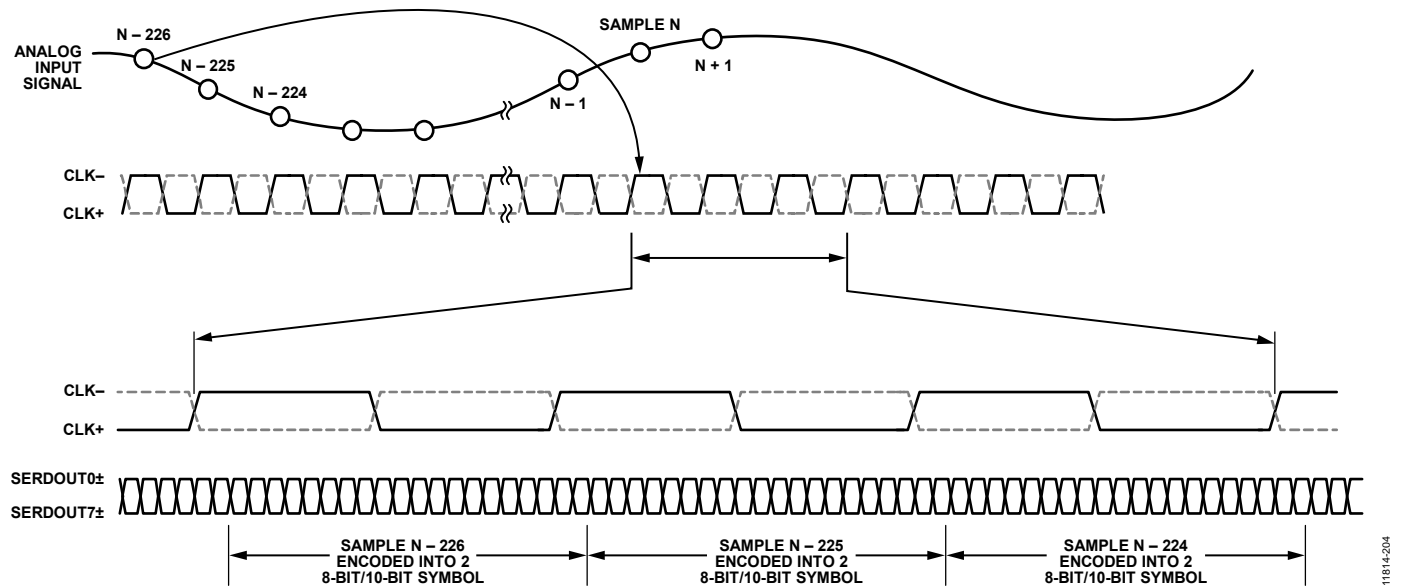 N – 226
ANALOG
INPUT
SIGNAL
N – 225
N – 224
SAMPLE N
N – 1
N + 1
CLK–
CLK+
CLK–
CLK+
SERDOUT0±
SERDOUT7±
SAMPLE N – 226
ENCODED INTO 2
8-BIT/10-BIT SYMBOL
SAMPLE N – 225
ENCODED INTO 2
8-BIT/10-BIT SYMBOL
SAMPLE N – 224
ENCODED INTO 2
8-BIT/10-BIT SYMBOL
11814-204